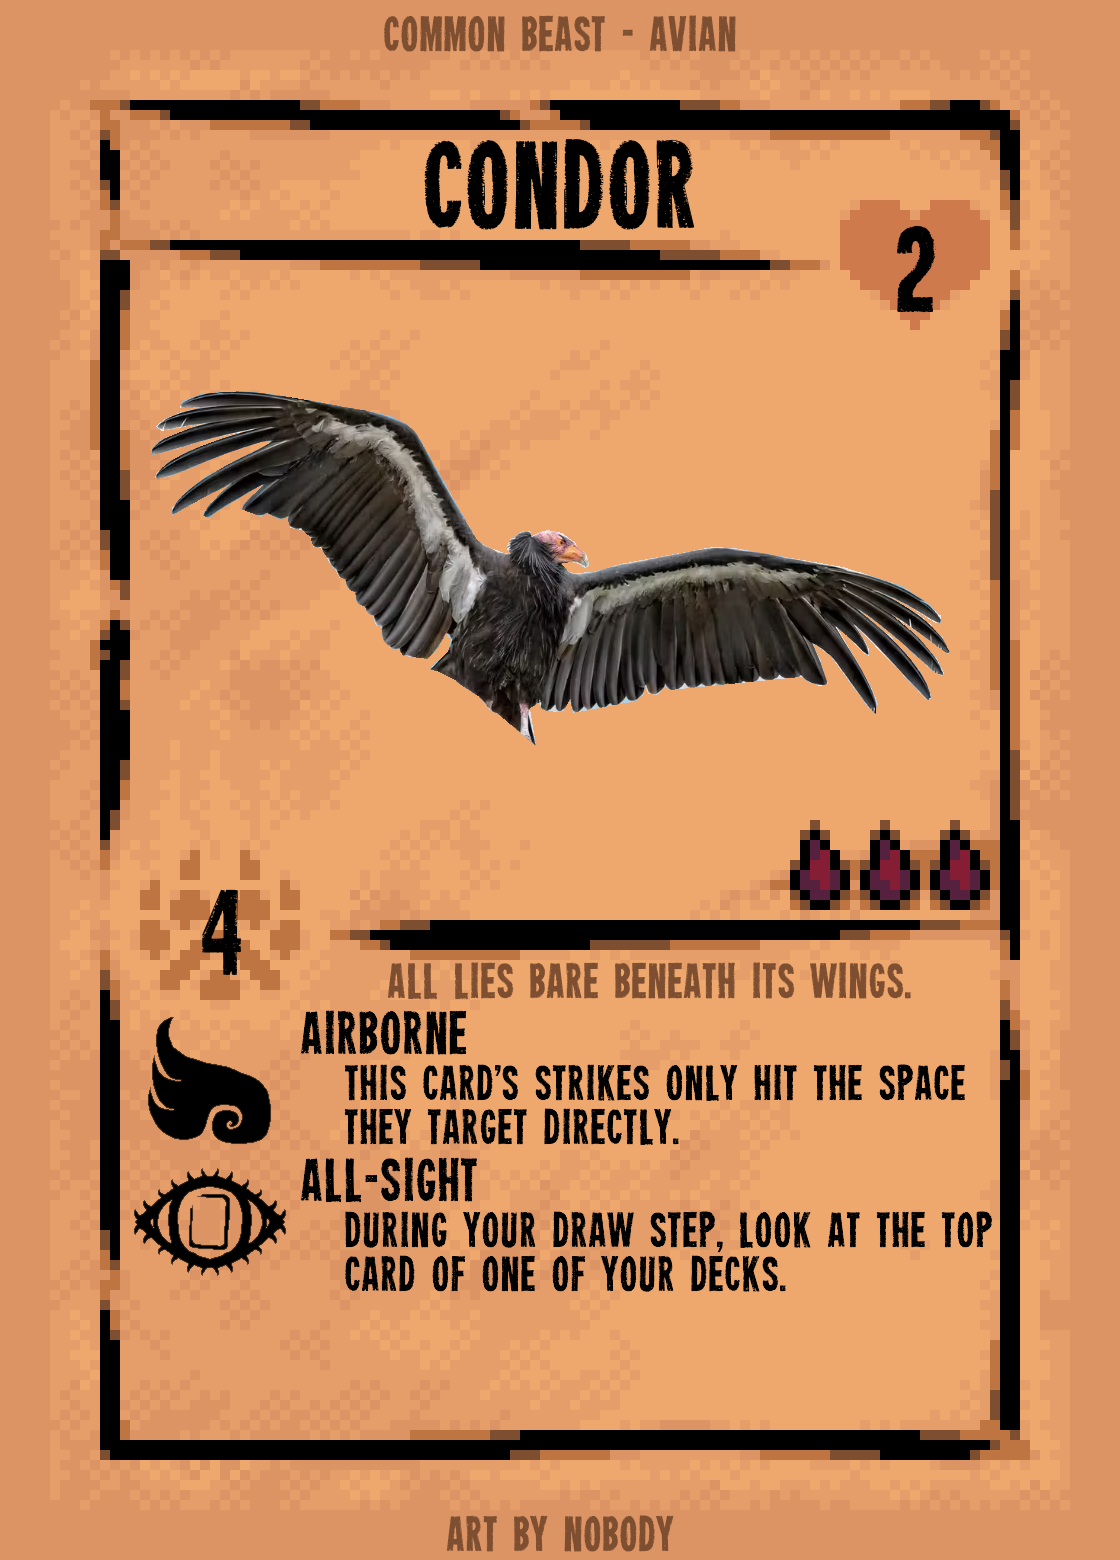 COMMON BEAST - AVIAN
CONDOR
2
4
ALL LIES BARE BENEATH ITS WINGS.
AIRBORNE
THIS CARD'S STRIKES ONLY HIT THE SPACE
THEY TARGET DIRECTLY.
ALL-SIGHT
DURING YOUR DRAW STEP, LOOK AT THE TOP
CARD OF ONE OF YOUR DECKS.
ART BY NOBODY